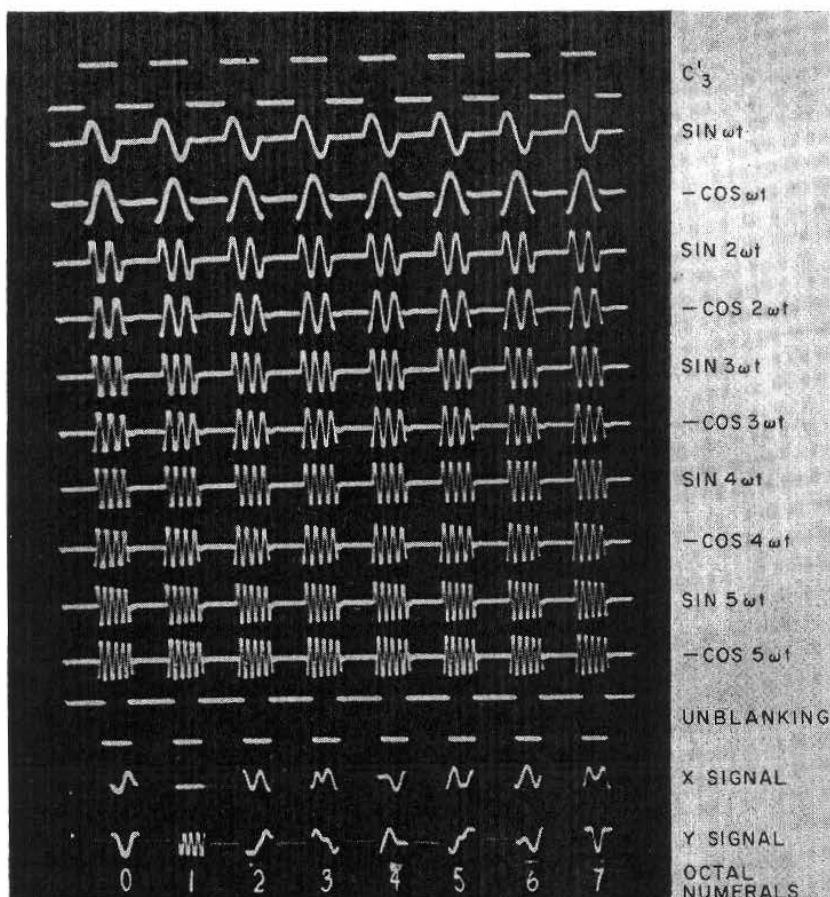 C'3
SIN ωt
−COS ωt
SIN 2ωt
−COS 2ωt
SIN 3ωt
−COS 3ωt
SIN 4ωt
−COS 4ωt
SIN 5ωt
−COS 5ωt
UNBLANKING
X SIGNAL
Y SIGNAL
0 1 2 3 4 5 6 7 OCTAL
NUMERALS